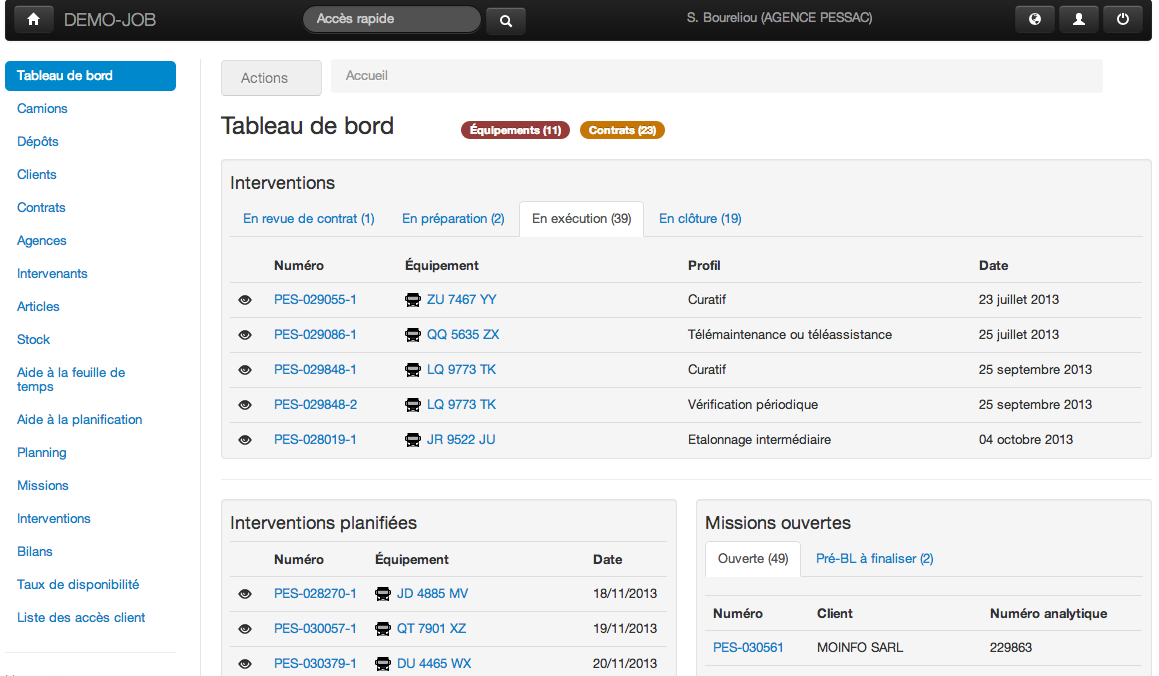 DEMO-JOB Accès rapide S. Boureliou (AGENCE PESSAC)
Tableau de bord
Camions
Dépôts
Clients
Contrats
Agences
Intervenants
Articles
Stock
Aide à la feuille de
temps
Aide à la planification
Planning
Missions
Interventions
Bilans
Taux de disponibilité
Liste des accès client
Actions Accueil
Tableau de bord Équipements (11) Contrats (23)
Interventions
En revue de contrat (1) En préparation (2) En exécution (39) En clôture (19)
Numéro Équipement Profil Date
PES-029055-1 ZU 7467 YY Curatif 23 juillet 2013
PES-029086-1 QQ 5635 ZX Télémaintenance ou téléassistance 25 juillet 2013
PES-029848-1 LQ 9773 TK Curatif 25 septembre 2013
PES-029848-2 LQ 9773 TK Vérification périodique 25 septembre 2013
PES-028019-1 JR 9522 JU Etalonnage intermédiaire 04 octobre 2013
Interventions planifiées
Numéro Équipement Date
PES-028270-1 JD 4885 MV 18/11/2013
PES-030057-1 QT 7901 XZ 19/11/2013
PES-030379-1 DU 4465 WX 20/11/2013
Missions ouvertes
Ouverte (49) Pré-BL à finaliser (2)
Numéro Client Numéro analytique
PES-030561 MOINFO SARL 229863